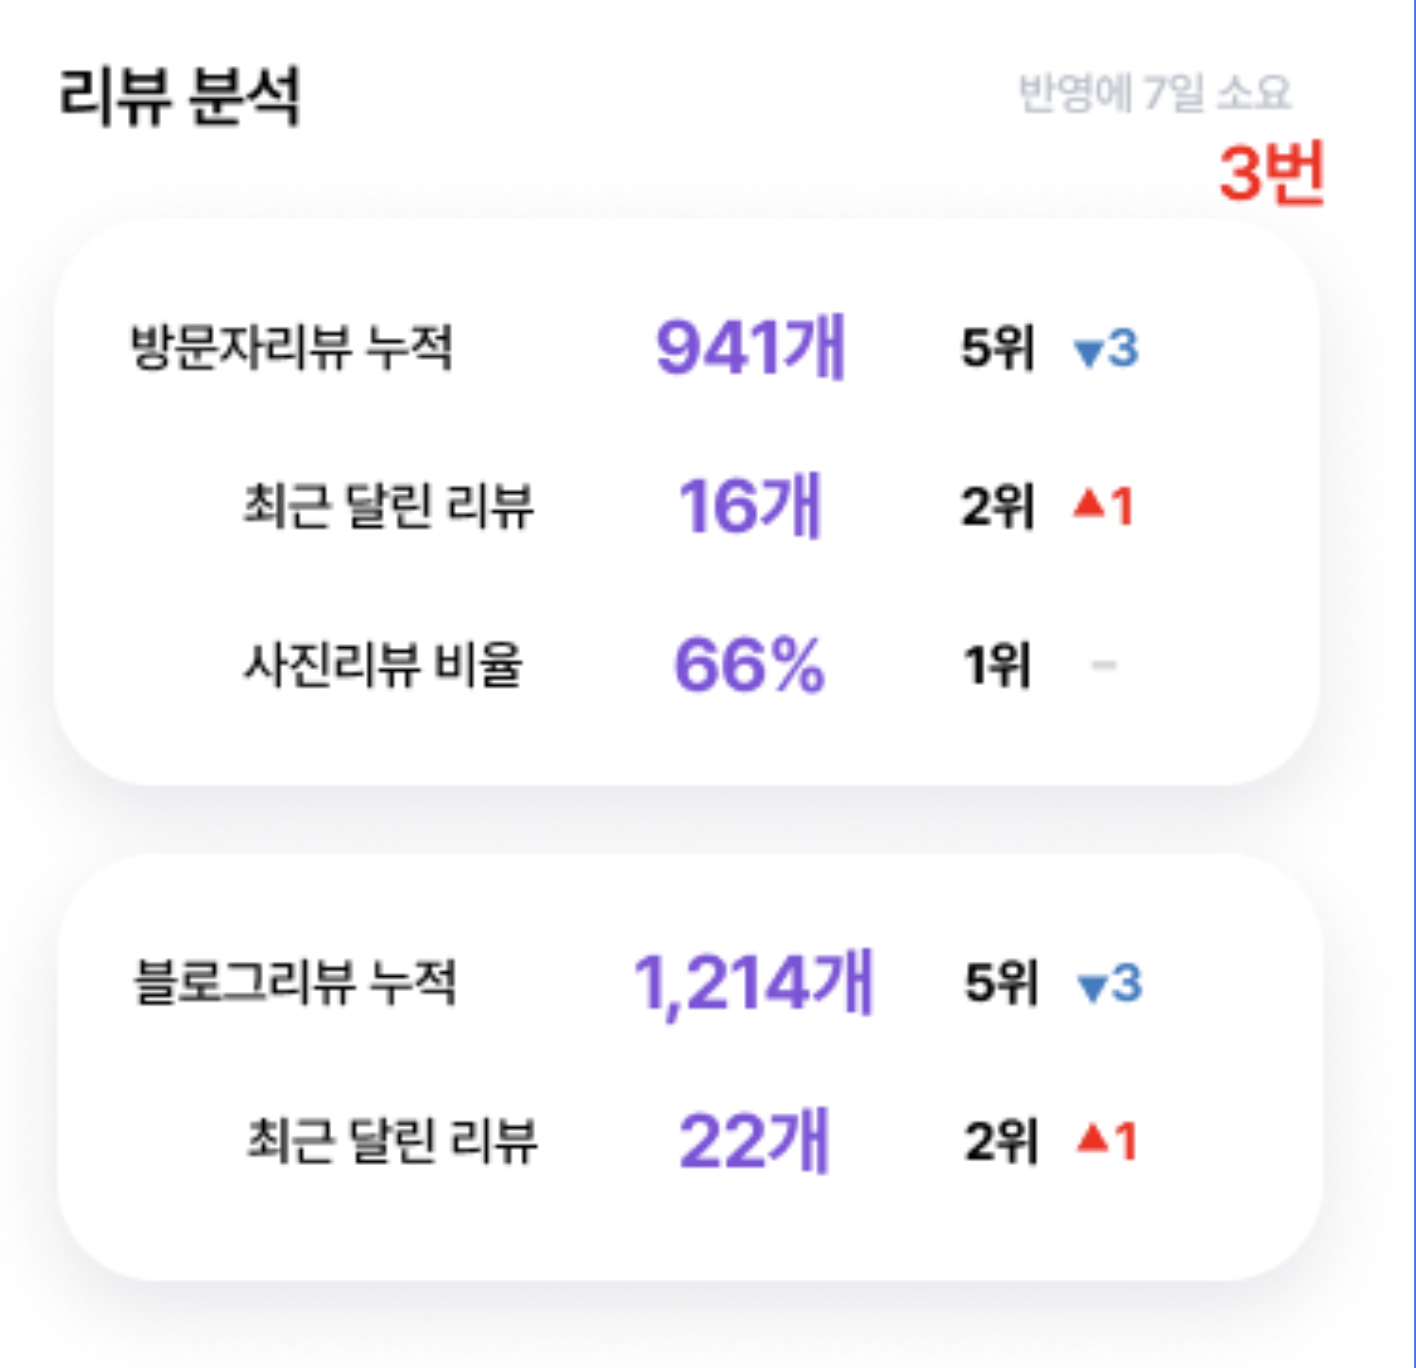 리뷰 분석 반영에 7일 소요
3번
방문자리뷰 누적 941개 5위 ▼3
최근 달린 리뷰 16개 2위 ▲1
사진리뷰 비율 66% 1위 -
블로그리뷰 누적 1,214개 5위 ▼3
최근 달린 리뷰 22개 2위 ▲1